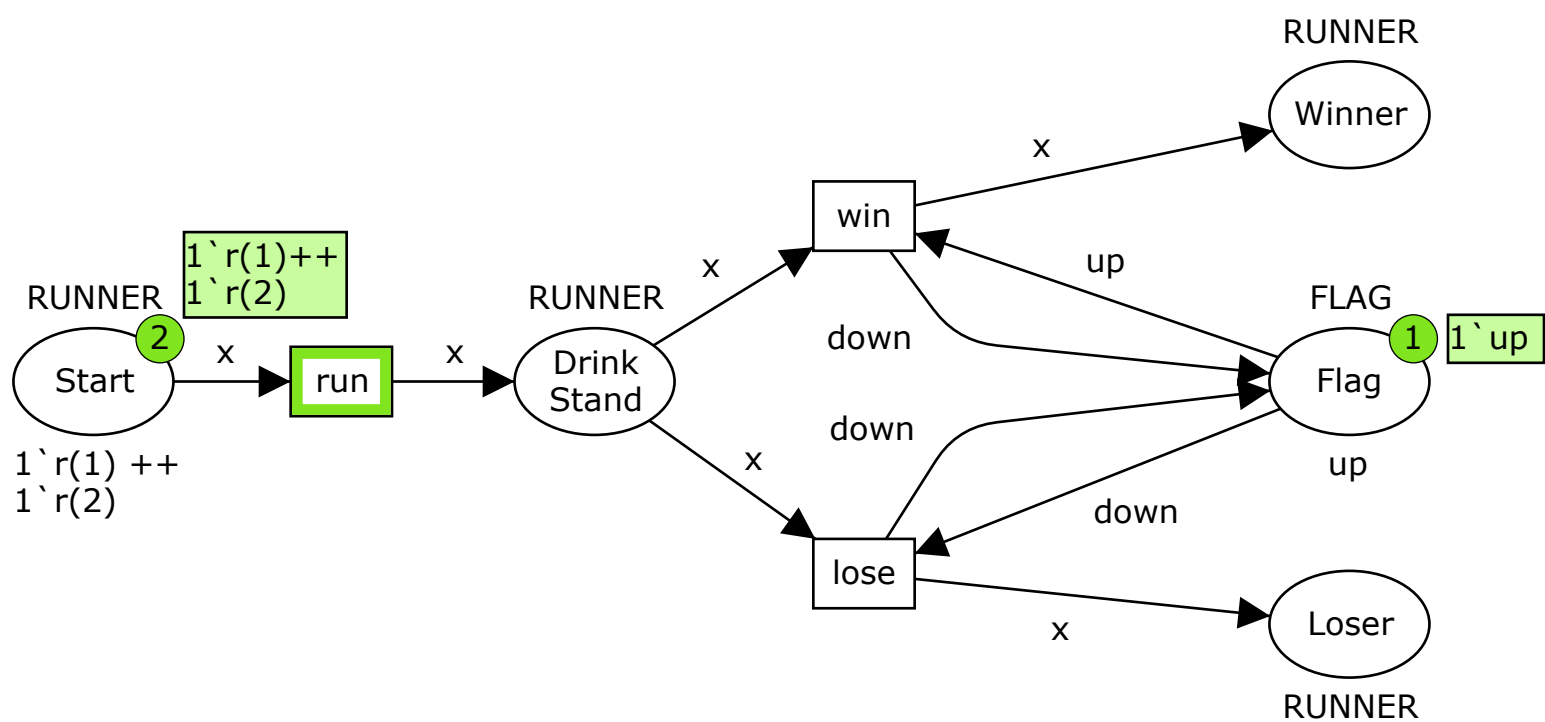 RUNNER
Winner
x
win
up
x
down
1`r(1)++
1`r(2)
RUNNER
2
Start
x
run
x
RUNNER
Drink
Stand
FLAG
1
1`up
Flag
up
1`r(1) ++
1`r(2)
down
x
down
lose
x
Loser
RUNNER